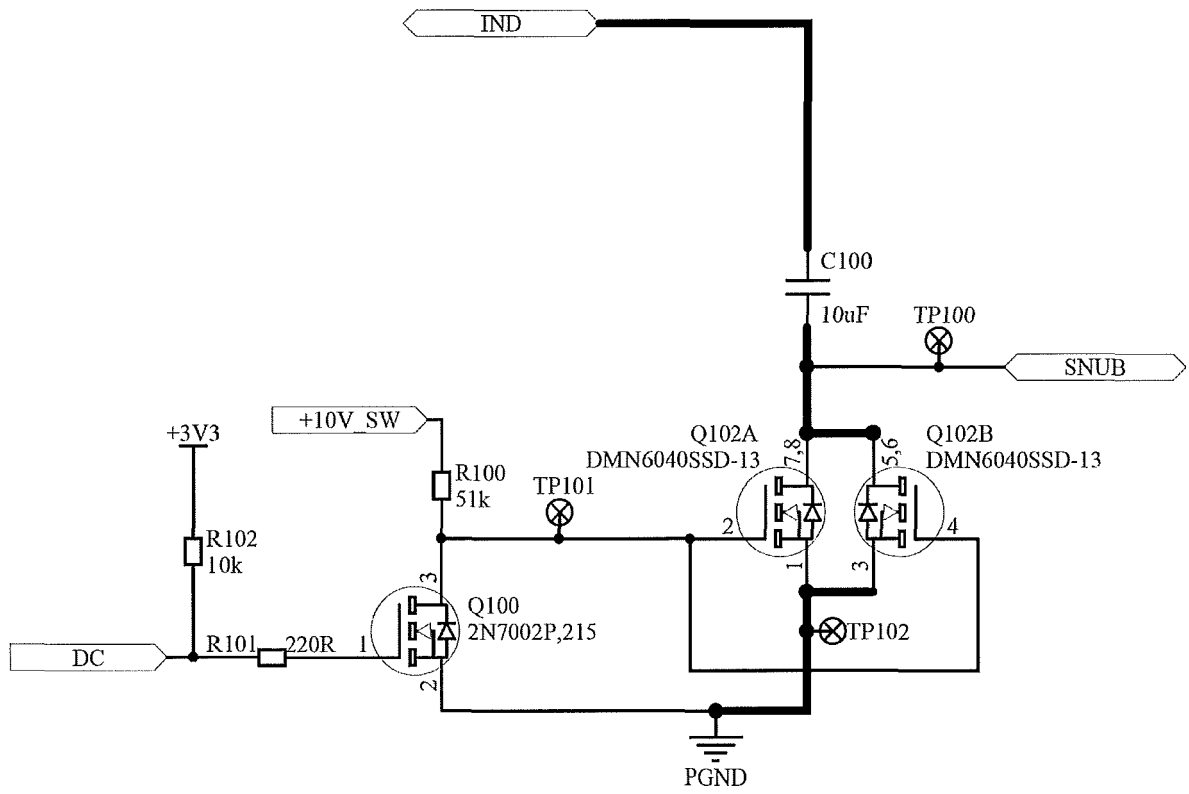 IND
C100
10uF
TP100
SNUB
+10V_SW
+3V3
R100
51k
TP101
Q102A
DMN6040SSD-13
7,8
5,6
Q102B
DMN6040SSD-13
R102
10k
2
4
1
3
3
Q100
2N7002P,215
TP102
DC
R101
220R
1
2
PGND